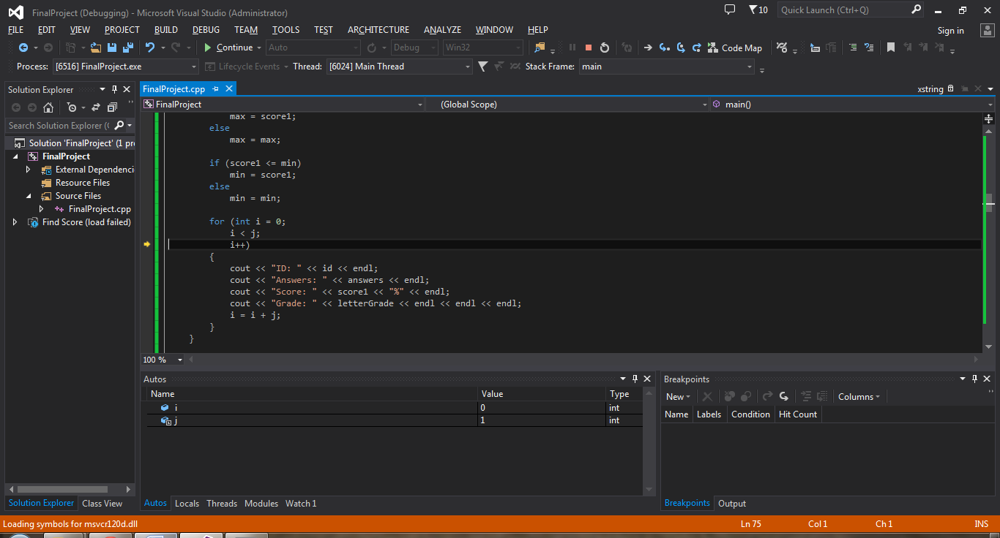 FinalProject (Debugging) - Microsoft Visual Studio (Administrator)
10
Quick Launch (Ctrl+Q)
FILE EDIT VIEW PROJECT BUILD DEBUG TEAM TOOLS TEST ARCHITECTURE ANALYZE WINDOW HELP
Sign in
Continue Auto Debug Win32 Code Map
Process: [6516] FinalProject.exe Lifecycle Events Thread: [6024] Main Thread Stack Frame: main
Solution Explorer
Search Solution Explorer (
Solution 'FinalProject' (1 pr
FinalProject
External Dependenci
Resource Files
Source Files
FinalProject.cpp
Find Score (load failed)
Solution Explorer Class View
FinalProject.cpp
xstring
FinalProject (Global Scope) main()
max = score1;
else
max = max;
if (score1 <= min)
min = score1;
else
min = min;
for (int i = 0;
i < j;
i++)
{
cout << "ID: " << id << endl;
cout << "Answers: " << answers << endl;
cout << "Score: " << score1 << "%" << endl;
cout << "Grade: " << letterGrade << endl << endl << endl;
i = i + j;
}
}
100 %
Autos
Name Value Type
i 0 int
j 1 int
Autos Locals Threads Modules Watch 1
Breakpoints
New Columns
Name Labels Condition Hit Count
Breakpoints Output
Loading symbols for msvcr120d.dll
Ln 75 Col 1 Ch 1 INS